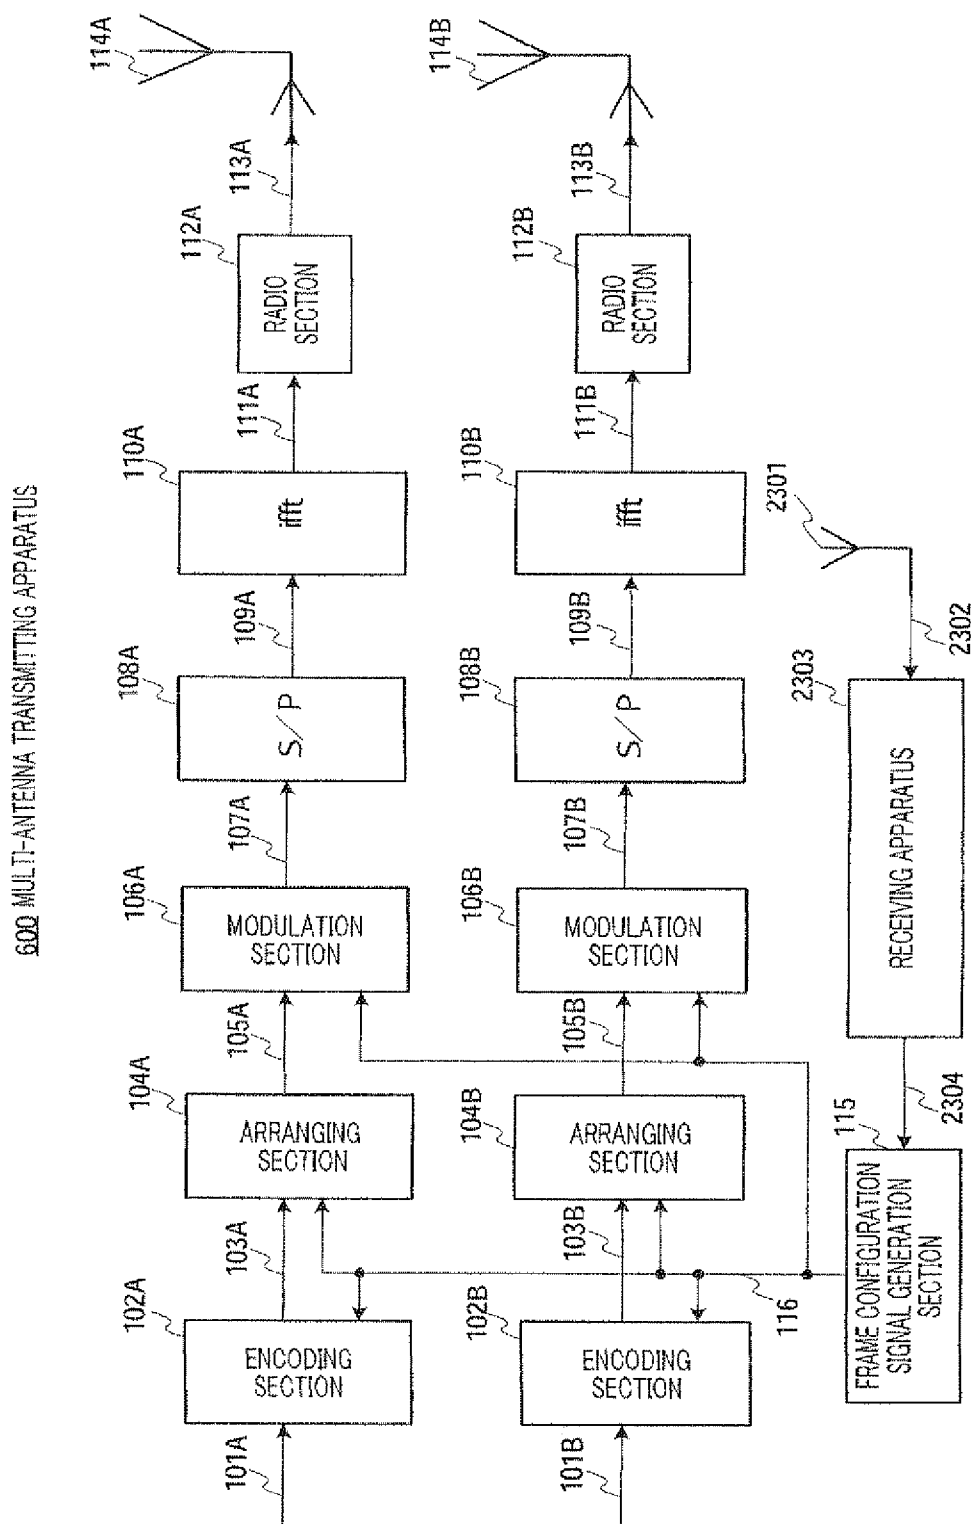 600 MULTI-ANTENNA TRANSMITTING APPARATUS
101A
102A
ENCODING
SECTION
103A
104A
ARRANGING
SECTION
105A
106A
MODULATION
SECTION
107A
108A
S/P
109A
110A
ifft
111A
112A
RADIO
SECTION
113A
114A
101B
102B
ENCODING
SECTION
103B
104B
ARRANGING
SECTION
105B
106B
MODULATION
SECTION
107B
108B
S/P
109B
110B
ifft
111B
112B
RADIO
SECTION
113B
114B
116
115
FRAME CONFIGURATION
SIGNAL GENERATION
SECTION
2304
2303
RECEIVING APPARATUS
2302
2301